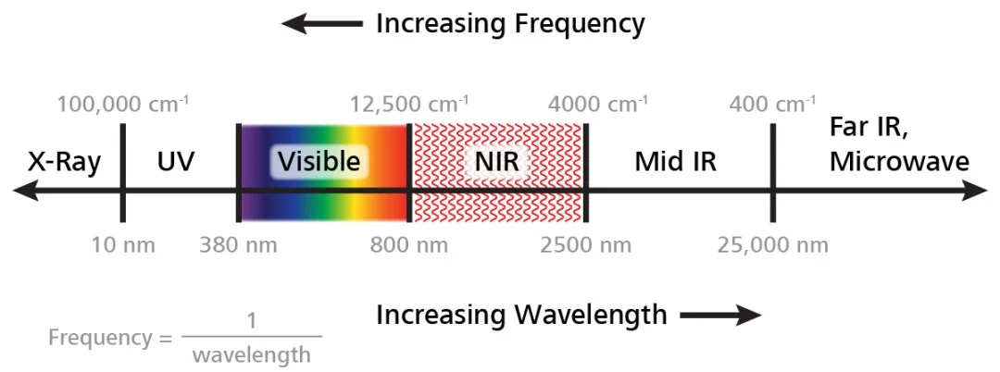 Increasing Frequency
100,000 cm⁻¹
12,500 cm⁻¹
4000 cm⁻¹
400 cm⁻¹
X-Ray
UV
Visible
NIR
Mid IR
Far IR,
Microwave
10 nm
380 nm
800 nm
2500 nm
25,000 nm
Increasing Wavelength
Frequency = 1
wavelength